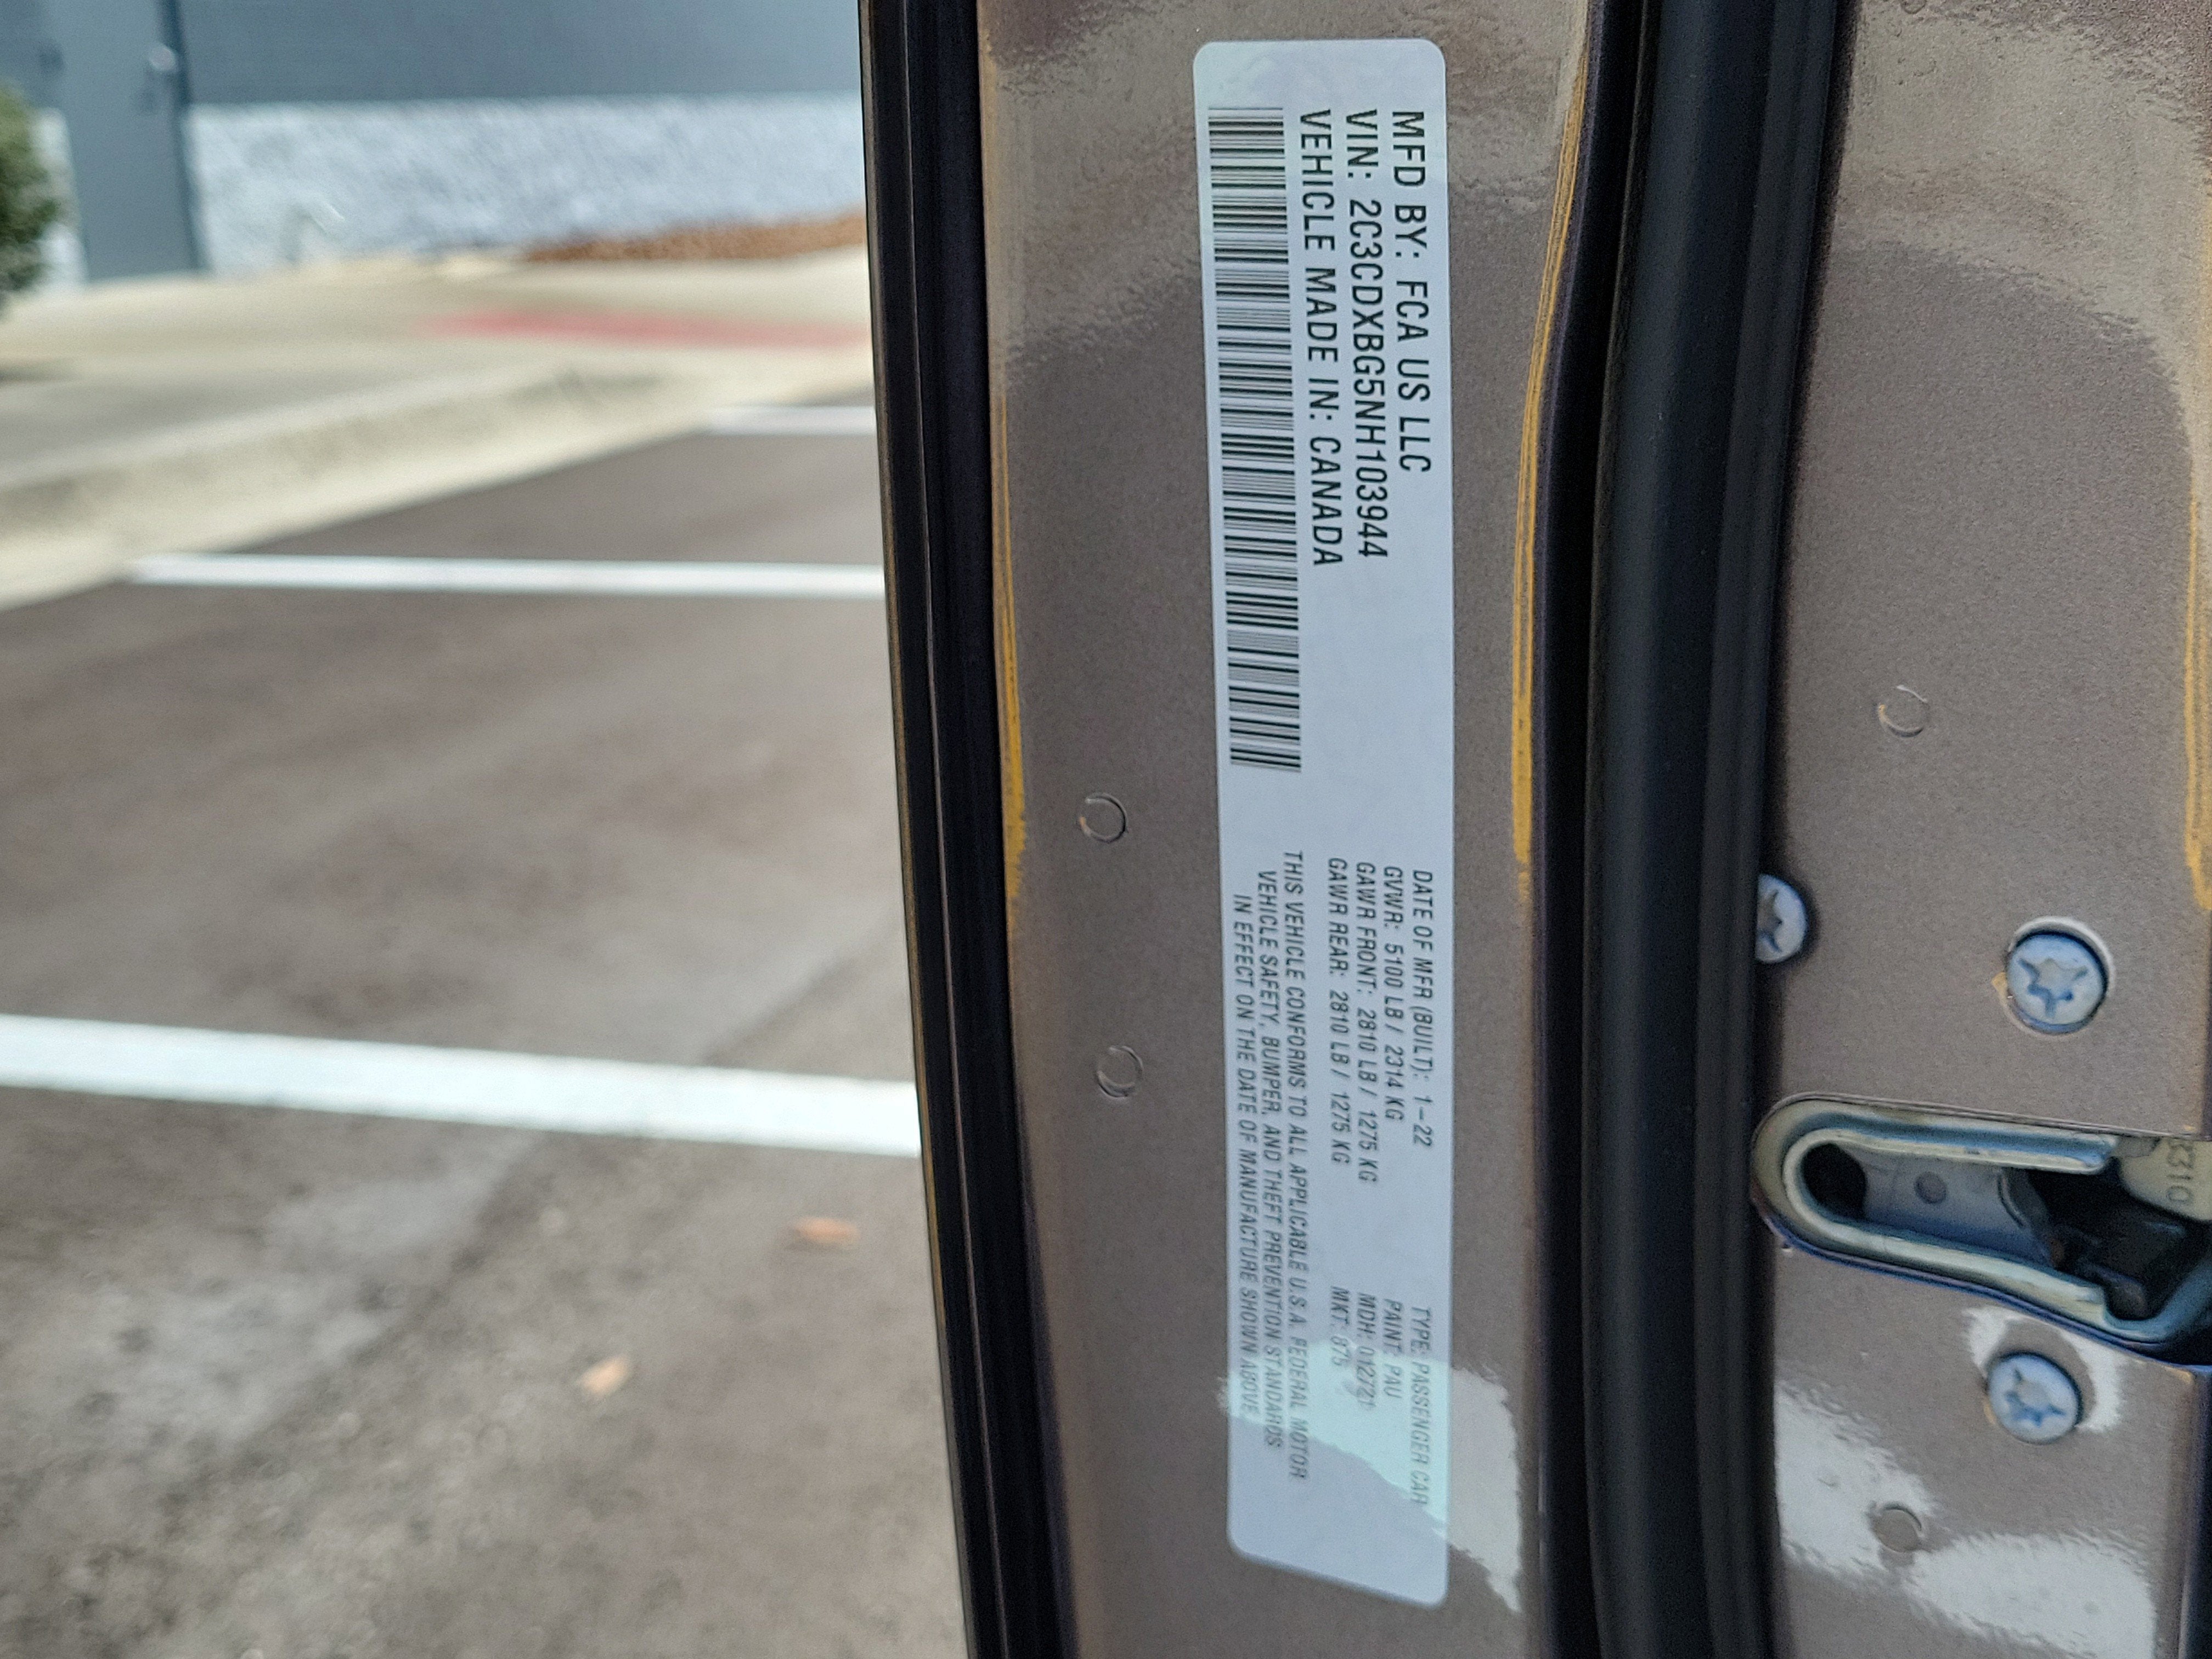 MFD BY: FCA US LLC
VIN: 2C3CDXBG5NH103944
VEHICLE MADE IN: CANADA
DATE OF MFR (BUILT): 1-22
GVWR: 5100 LB / 2314 KG
GAWR FRONT: 2810 LB / 1275 KG
GAWR REAR: 2810 LB / 1275 KG
TYPE: PASSENGER CAR
PAINT: PAU
MDH: 012721
MKT: 875
THIS VEHICLE CONFORMS TO ALL APPLICABLE U.S.A. FEDERAL MOTOR
VEHICLE SAFETY, BUMPER, AND THEFT PREVENTION STANDARDS
IN EFFECT ON THE DATE OF MANUFACTURE SHOWN ABOVE.